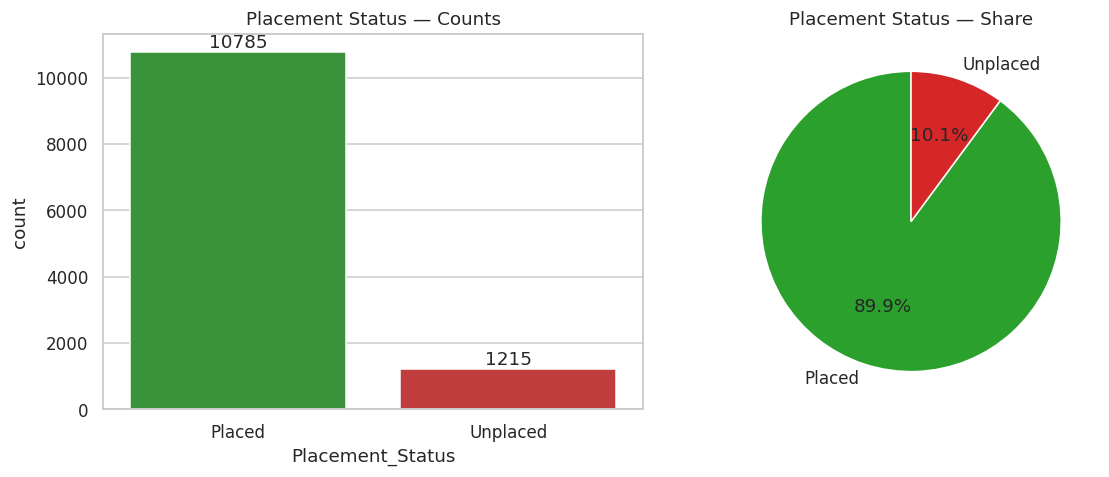 Placement Status — Counts
10785
10000
8000
6000
4000
2000
0
count
1215
Placed
Unplaced
Placement_Status
Placement Status — Share
Unplaced
10.1%
89.9%
Placed